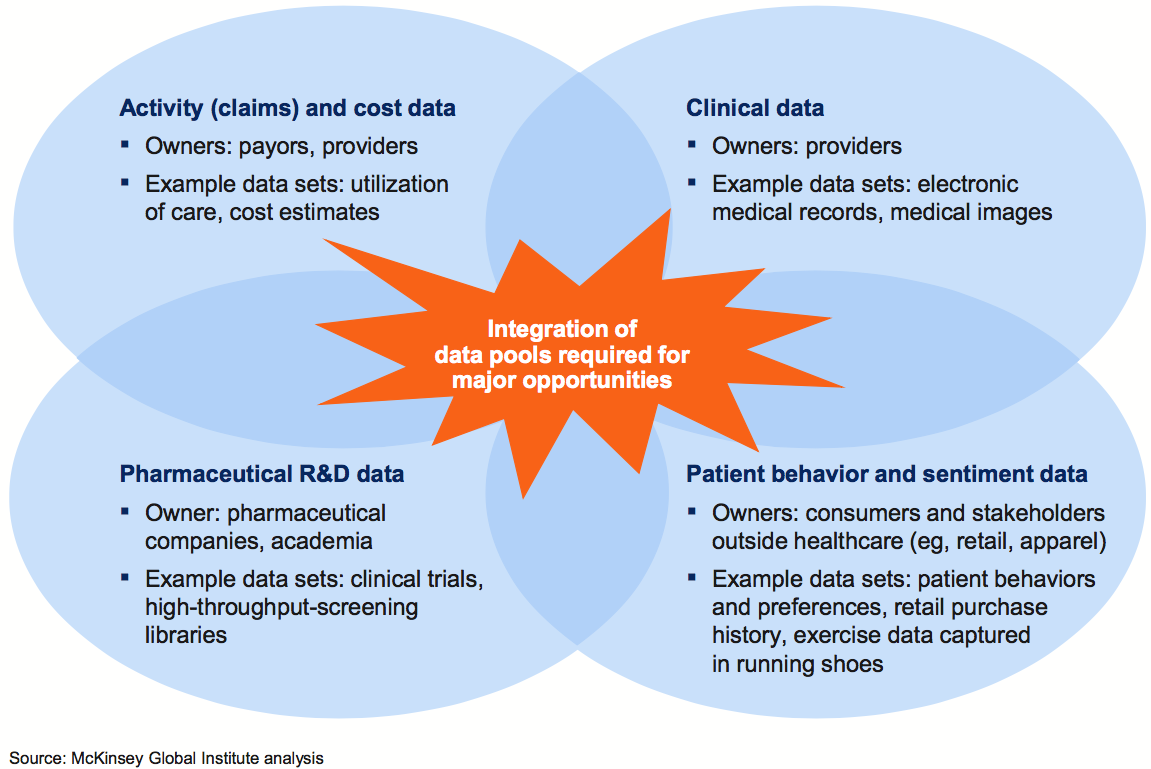 Activity (claims) and cost data
▪ Owners: payors, providers
▪ Example data sets: utilization
of care, cost estimates
Clinical data
▪ Owners: providers
▪ Example data sets: electronic
medical records, medical images
Integration of
data pools required for
major opportunities
Pharmaceutical R&D data
▪ Owner: pharmaceutical
companies, academia
▪ Example data sets: clinical trials,
high-throughput-screening
libraries
Patient behavior and sentiment data
▪ Owners: consumers and stakeholders
outside healthcare (eg, retail, apparel)
▪ Example data sets: patient behaviors
and preferences, retail purchase
history, exercise data captured
in running shoes
Source: McKinsey Global Institute analysis